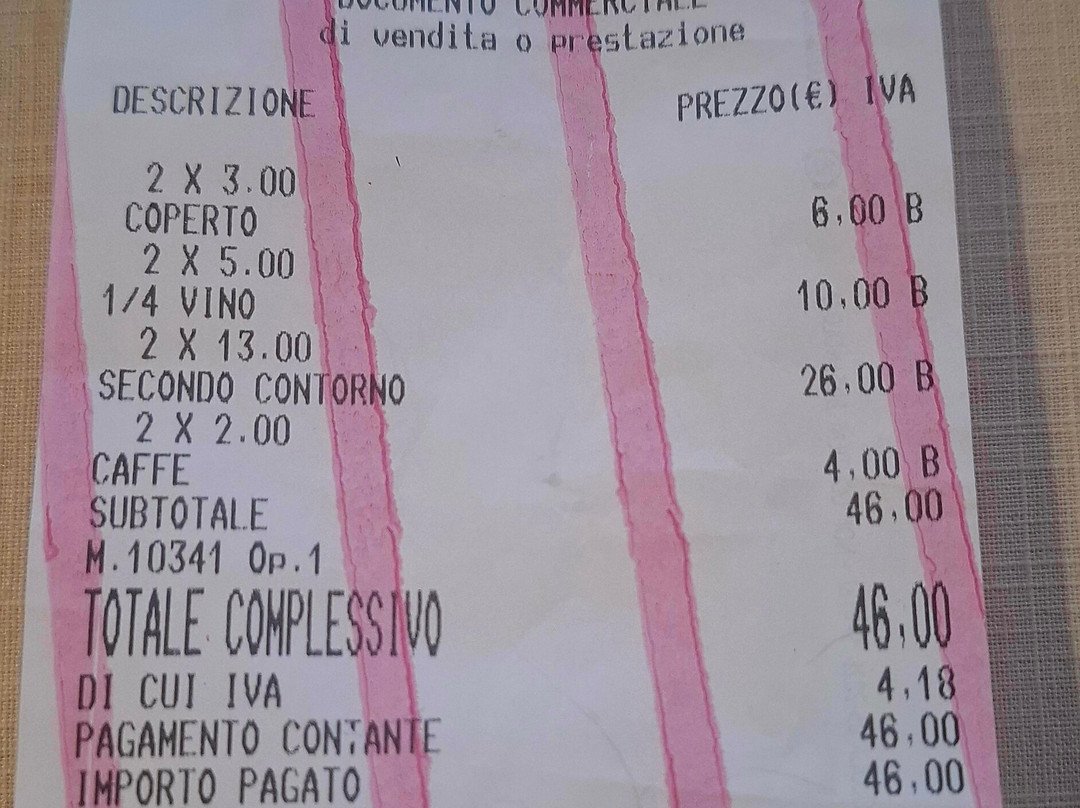 DOCUMENTO COMMERCIALE
di vendita o prestazione
DESCRIZIONE PREZZO(€) IVA
2 X 3.00
COPERTO 6,00 B
2 X 5.00
1/4 VINO 10,00 B
2 X 13.00
SECONDO CONTORNO 26,00 B
2 X 2.00
CAFFE 4,00 B
SUBTOTALE 46,00
M.10341 Op.1
TOTALE COMPLESSIVO 46,00
DI CUI IVA 4,18
PAGAMENTO CONTANTE 46,00
IMPORTO PAGATO 46,00